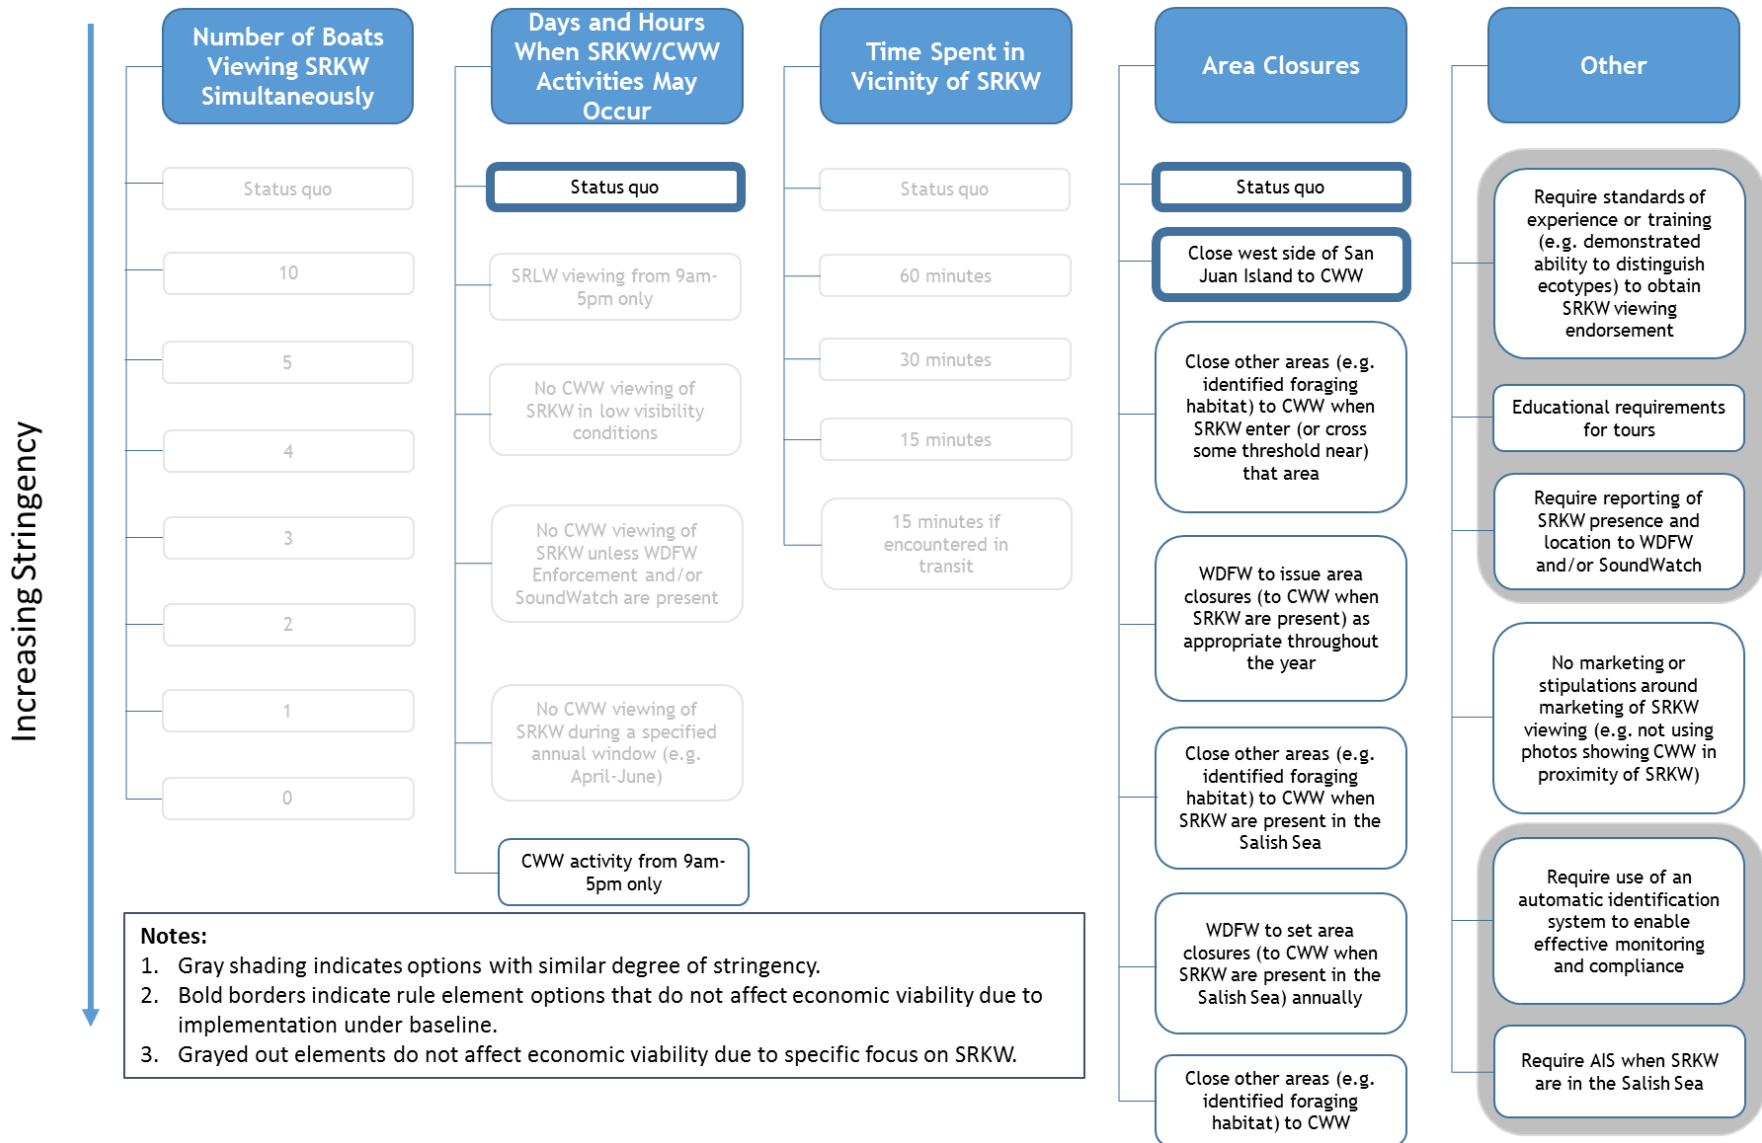 Increasing Stringency
Number of Boats
Viewing SRKW
Simultaneously
Status quo
10
5
4
3
2
1
0
Days and Hours
When SRKW/CWW
Activities May
Occur
Status quo
SRLW viewing from 9am-
5pm only
No CWW viewing of
SRKW in low visibility
conditions
No CWW viewing of
SRKW unless WDFW
Enforcement and/or
SoundWatch are present
No CWW viewing of
SRKW during a specified
annual window (e.g.
April-June)
CWW activity from 9am-
5pm only
Time Spent in
Vicinity of SRKW
Status quo
60 minutes
30 minutes
15 minutes
15 minutes if
encountered in
transit
Area Closures
Status quo
Close west side of San
Juan Island to CWW
Close other areas (e.g.
identified foraging
habitat) to CWW when
SRKW enter (or cross
some threshold near)
that area
WDFW to issue area
closures (to CWW when
SRKW are present) as
appropriate throughout
the year
Close other areas (e.g.
identified foraging
habitat) to CWW when
SRKW are present in the
Salish Sea
WDFW to set area
closures (to CWW when
SRKW are present in the
Salish Sea) annually
Close other areas (e.g.
identified foraging
habitat) to CWW
Other
Require standards of
experience or training
(e.g. demonstrated
ability to distinguish
ecotypes) to obtain
SRKW viewing
endorsement
Educational requirements
for tours
Require reporting of
SRKW presence and
location to WDFW
and/or SoundWatch
No marketing or
stipulations around
marketing of SRKW
viewing (e.g. not using
photos showing CWW in
proximity of SRKW)
Require use of an
automatic identification
system to enable
effective monitoring
and compliance
Require AIS when SRKW
are in the Salish Sea
Notes:
1. Gray shading indicates options with similar degree of stringency.
2. Bold borders indicate rule element options that do not affect economic viability due to
implementation under baseline.
3. Grayed out elements do not affect economic viability due to specific focus on SRKW.